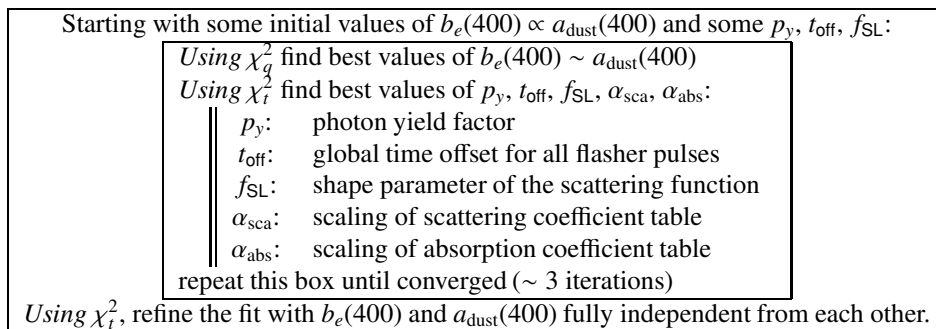 Starting with some initial values of b_e(400) ∝ a_dust(400) and some p_y, t_off, f_SL:
Using χ²_q find best values of b_e(400) ~ a_dust(400)
Using χ²_t find best values of p_y, t_off, f_SL, α_sca, α_abs:
p_y: photon yield factor
t_off: global time offset for all flasher pulses
f_SL: shape parameter of the scattering function
α_sca: scaling of scattering coefficient table
α_abs: scaling of absorption coefficient table
repeat this box until converged (~ 3 iterations)
Using χ²_t, refine the fit with b_e(400) and a_dust(400) fully independent from each other.